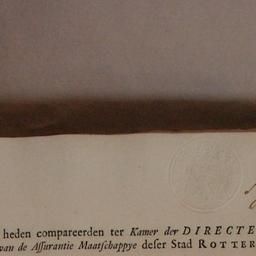 heden compareerden ter Kamer der DIRECTE
van de Aſſurantie Maatſchappye deſer Stad ROTTER